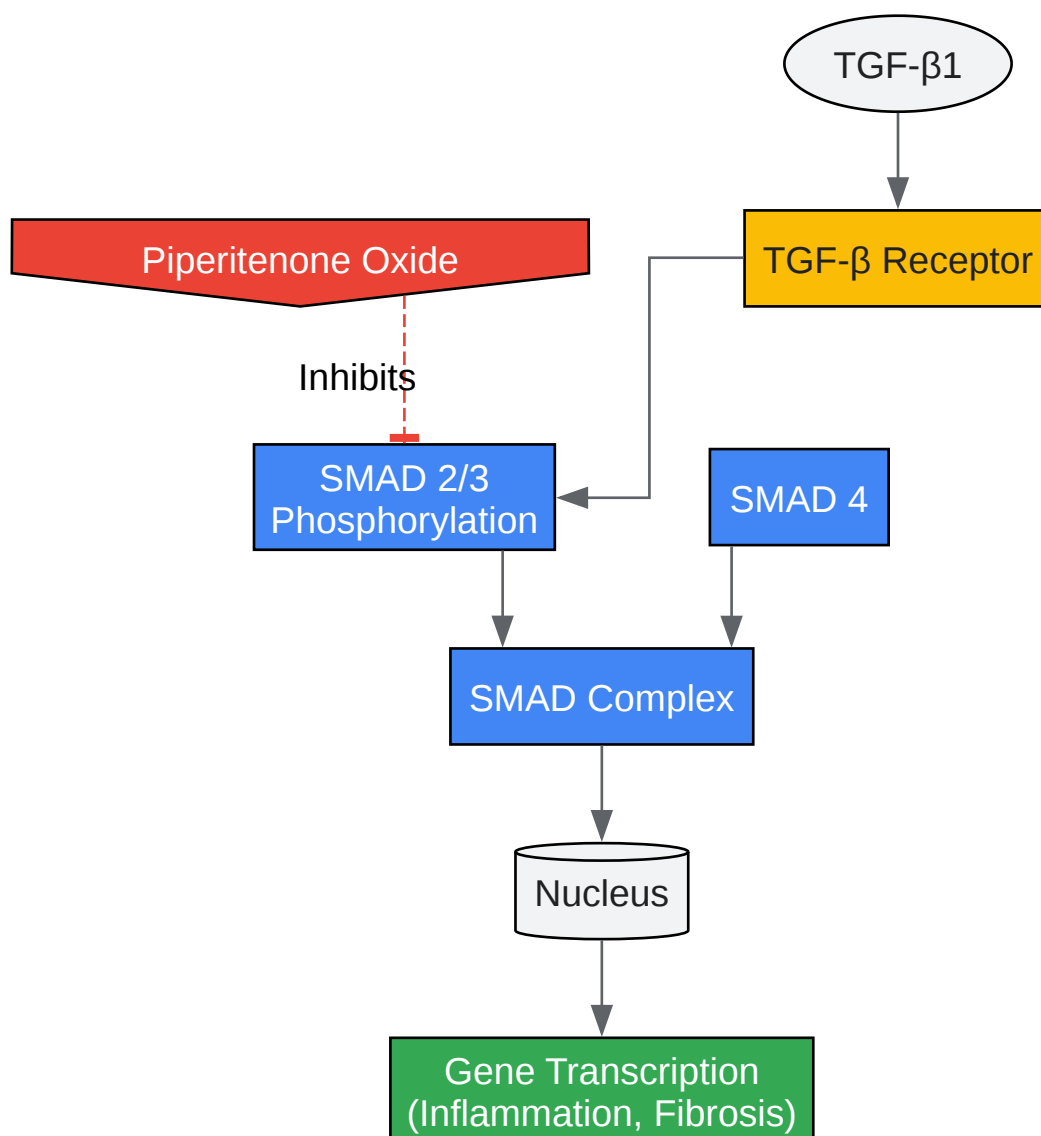 TGF-β1
TGF-β Receptor
Piperitenone Oxide
Inhibits
SMAD 2/3
Phosphorylation
SMAD 4
SMAD Complex
Nucleus
Gene Transcription
(Inflammation, Fibrosis)